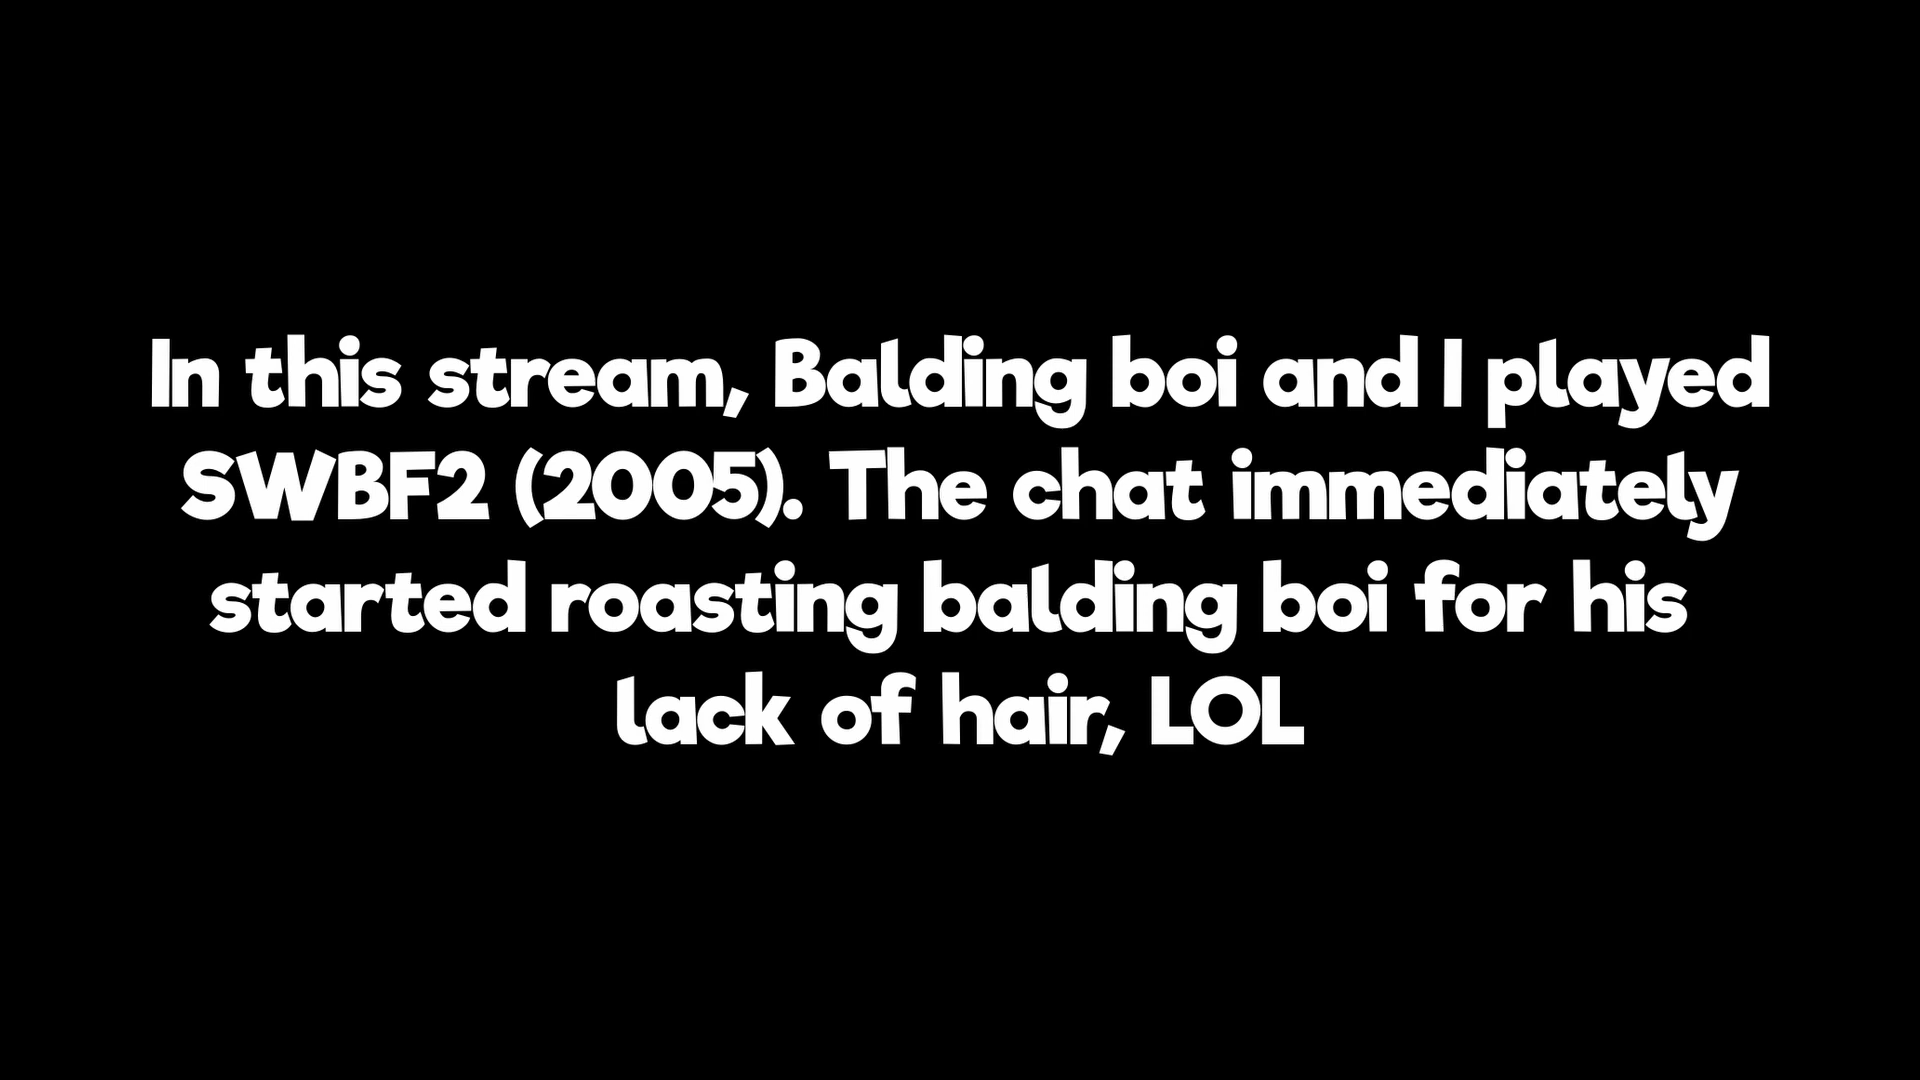 In this stream, Balding boi and I played
SWBF2 (2005). The chat immediately
started roasting balding boi for his
lack of hair, LOL